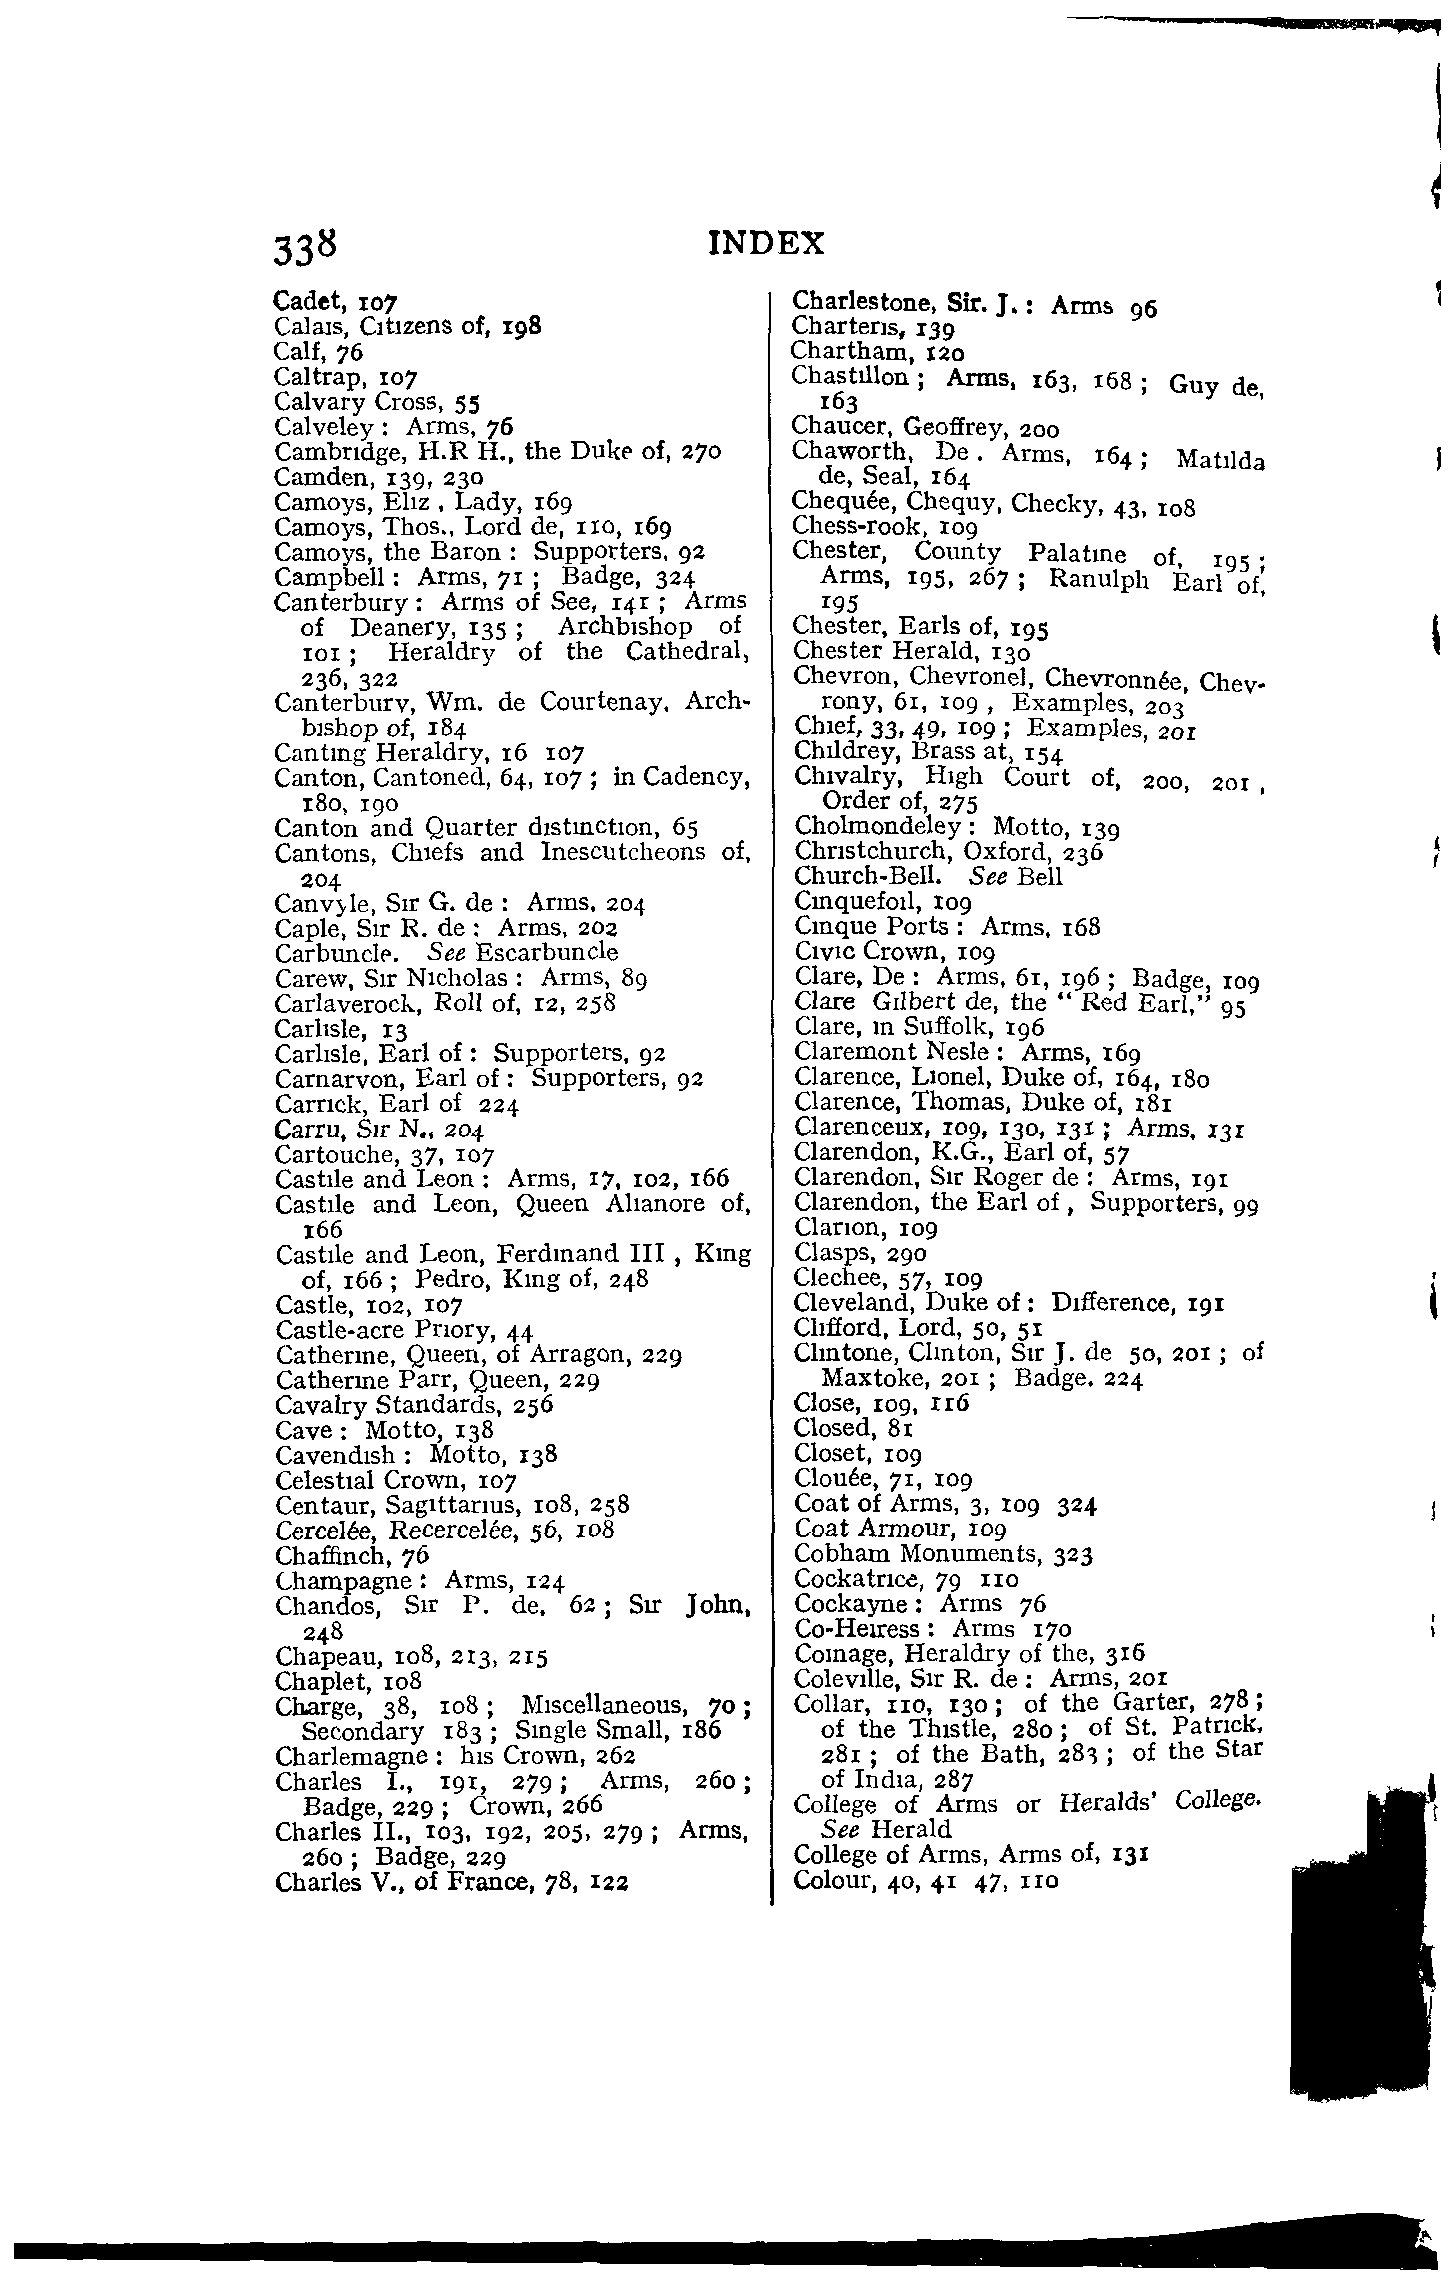 338 INDEX
Cadet, 107
Calais, Citizens of, 198
Calf, 76
Caltrap, 107
Calvary Cross, 55
Calveley : Arms, 76
Cambridge, H.R H., the Duke of, 270
Camden, 139, 230
Camoys, Eliz , Lady, 169
Camoys, Thos., Lord de, 110, 169
Camoys, the Baron : Supporters, 92
Campbell : Arms, 71 ; Badge, 324
Canterbury : Arms of See, 141 ; Arms
of Deanery, 135 ; Archbishop of
101 ; Heraldry of the Cathedral,
236, 322
Canterbury, Wm. de Courtenay, Arch-
bishop of, 184
Canting Heraldry, 16 107
Canton, Cantoned, 64, 107 ; in Cadency,
180, 190
Canton and Quarter distinction, 65
Cantons, Chiefs and Inescutcheons of,
204
Canvyle, Sir G. de : Arms, 204
Caple, Sir R. de : Arms, 202
Carbuncle. See Escarbuncle
Carew, Sir Nicholas : Arms, 89
Carlaverock, Roll of, 12, 258
Carlisle, 13
Carlisle, Earl of : Supporters, 92
Carnarvon, Earl of : Supporters, 92
Carrick, Earl of 224
Carru, Sir N., 204
Cartouche, 37, 107
Castile and Leon : Arms, 17, 102, 166
Castile and Leon, Queen Alianore of,
166
Castile and Leon, Ferdinand III , King
of, 166 ; Pedro, King of, 248
Castle, 102, 107
Castle-acre Priory, 44
Catherine, Queen, of Arragon, 229
Catherine Parr, Queen, 229
Cavalry Standards, 256
Cave : Motto, 138
Cavendish : Motto, 138
Celestial Crown, 107
Centaur, Sagittarius, 108, 258
Cercelée, Recercelée, 56, 108
Chaffinch, 76
Champagne : Arms, 124
Chandos, Sir P. de, 62 ; Sir John,
248
Chapeau, 108, 213, 215
Chaplet, 108
Charge, 38, 108 ; Miscellaneous, 70 ;
Secondary 183 ; Single Small, 186
Charlemagne : his Crown, 262
Charles I., 191, 279 ; Arms, 260 ;
Badge, 229 ; Crown, 266
Charles II., 103, 192, 205, 279 ; Arms,
260 ; Badge, 229
Charles V., of France, 78, 122
Charlestone, Sir. J. : Arms 96
Charteris, 139
Chartham, 120
Chastillon ; Arms, 163, 168 ; Guy de,
163
Chaucer, Geoffrey, 200
Chaworth, De . Arms, 164 ; Matilda
de, Seal, 164
Chequée, Chequy, Checky, 43, 108
Chess-rook, 109
Chester, County Palatine of, 195 ;
Arms, 195, 267 ; Ranulph Earl of,
195
Chester, Earls of, 195
Chester Herald, 130
Chevron, Chevronel, Chevronnée, Chev-
rony, 61, 109 , Examples, 203
Chief, 33, 49, 109 ; Examples, 201
Childrey, Brass at, 154
Chivalry, High Court of, 200, 201 ,
Order of, 275
Cholmondeley : Motto, 139
Christchurch, Oxford, 236
Church-Bell. See Bell
Cinquefoil, 109
Cinque Ports : Arms, 168
Civic Crown, 109
Clare, De : Arms, 61, 196 ; Badge, 109
Clare Gilbert de, the “ Red Earl,” 95
Clare, in Suffolk, 196
Claremont Nesle : Arms, 169
Clarence, Lionel, Duke of, 164, 180
Clarence, Thomas, Duke of, 181
Clarenceux, 109, 130, 131 ; Arms, 131
Clarendon, K.G., Earl of, 57
Clarendon, Sir Roger de : Arms, 191
Clarendon, the Earl of , Supporters, 99
Clarion, 109
Clasps, 290
Clechee, 57, 109
Cleveland, Duke of : Difference, 191
Clifford, Lord, 50, 51
Clintone, Clinton, Sir J. de 50, 201 ; of
Maxtoke, 201 ; Badge. 224
Close, 109, 116
Closed, 81
Closet, 109
Clouée, 71, 109
Coat of Arms, 3, 109 324
Coat Armour, 109
Cobham Monuments, 323
Cockatrice, 79 110
Cockayne : Arms 76
Co-Heiress : Arms 170
Coinage, Heraldry of the, 316
Coleville, Sir R. de : Arms, 201
Collar, 110, 130 ; of the Garter, 278 ;
of the Thistle, 280 ; of St. Patrick,
281 ; of the Bath, 283 ; of the Star
of India, 287
College of Arms or Heralds’ College.
See Herald
College of Arms, Arms of, 131
Colour, 40, 41 47, 110